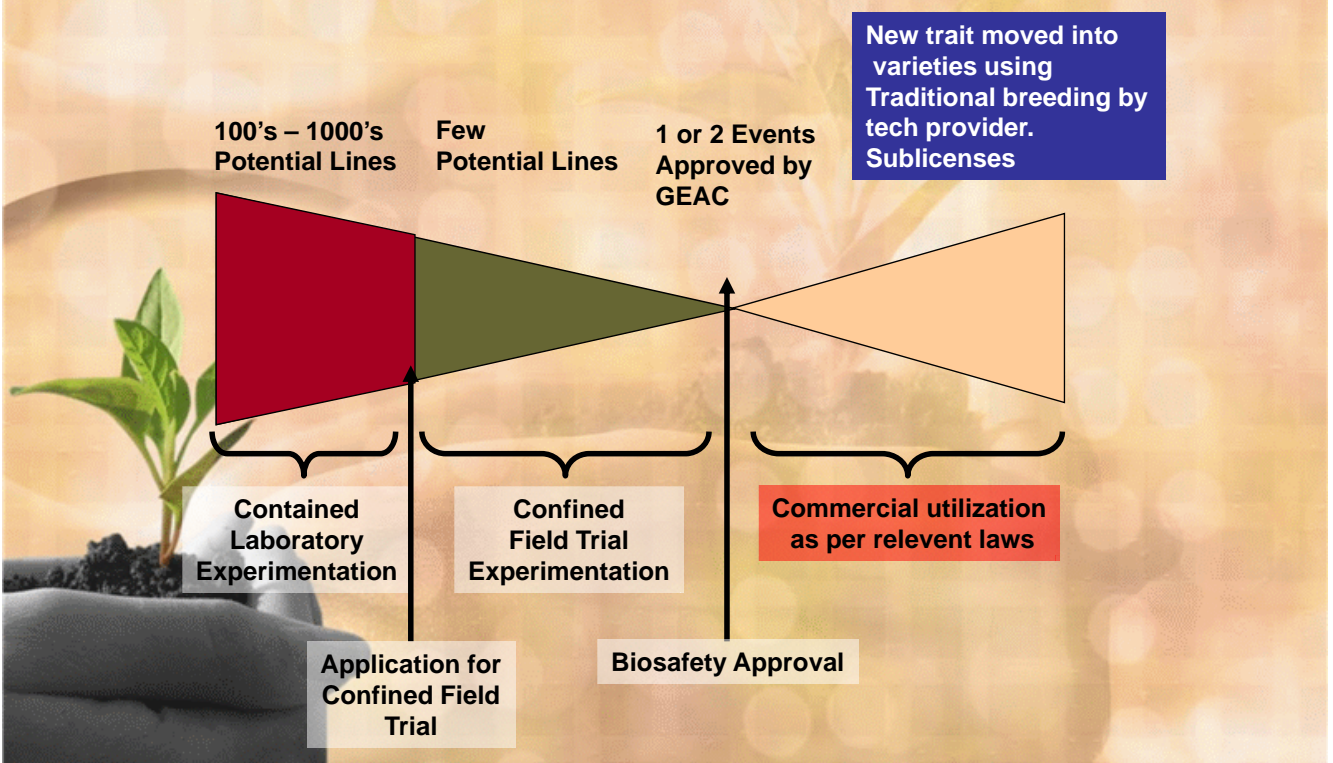 New trait moved into
varieties using
Traditional breeding by
tech provider.
Sublicenses
100's – 1000's
Potential Lines
Few
Potential Lines
1 or 2 Events
Approved by
GEAC
Contained
Laboratory
Experimentation
Confined
Field Trial
Experimentation
Commercial utilization
as per relevent laws
Application for
Confined Field
Trial
Biosafety Approval